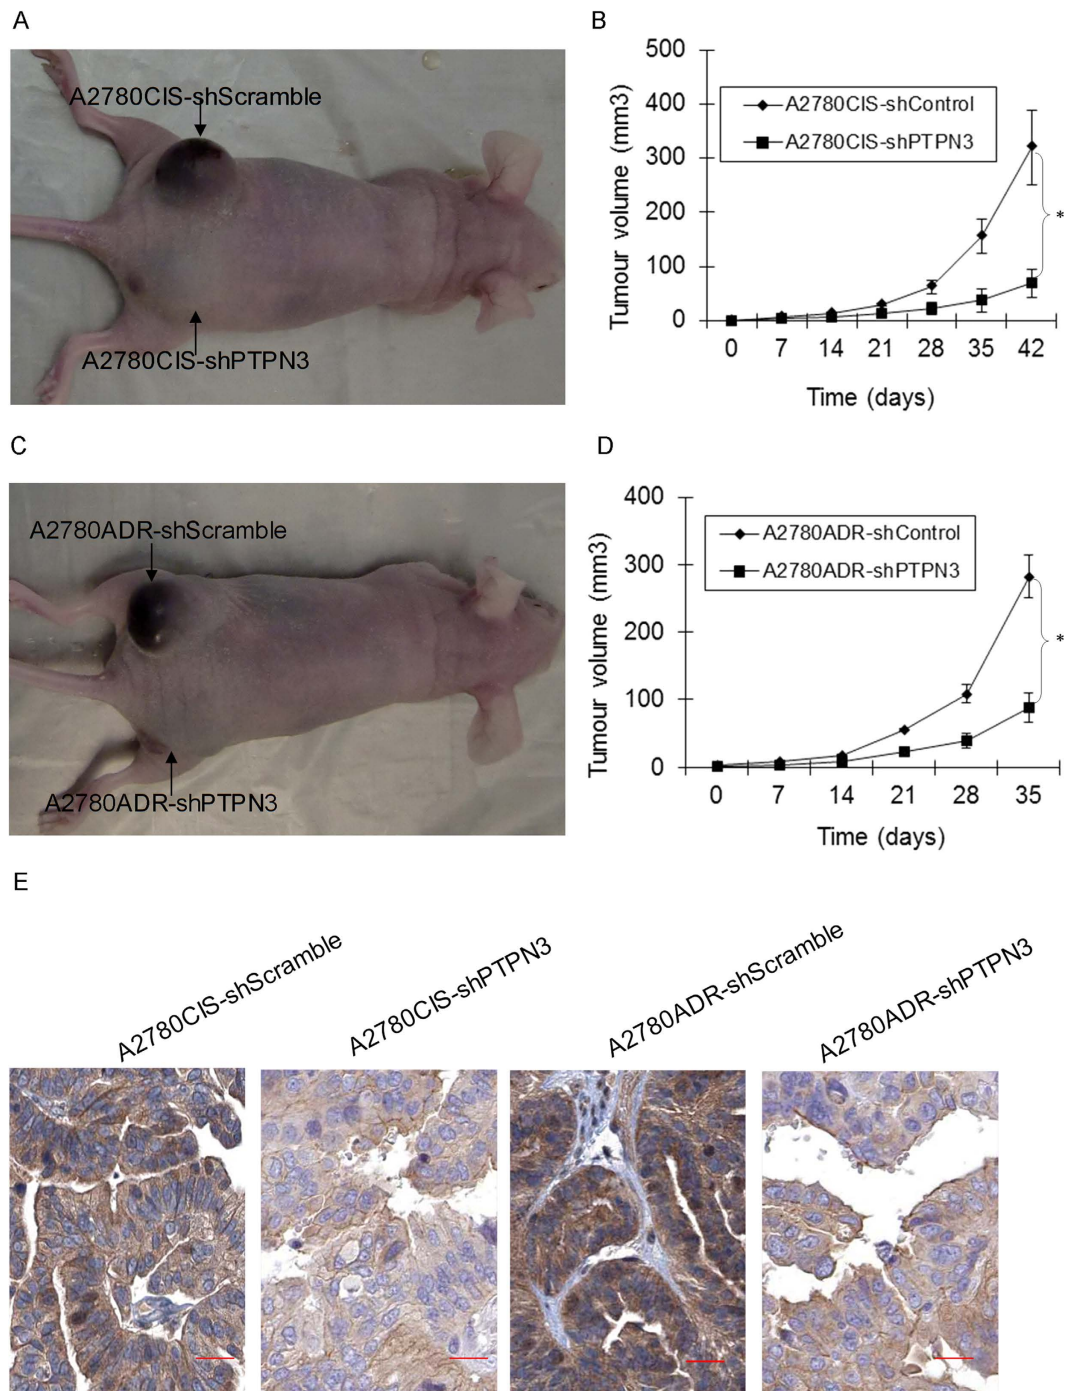 A
A2780CIS-shScramble
A2780CIS-shPTPN3
B
500
400
300
200
100
0
Tumour volume (mm3)
A2780CIS-shControl
A2780CIS-shPTPN3
*
0 7 14 21 28 35 42
Time (days)
C
A2780ADR-shScramble
A2780ADR-shPTPN3
D
400
300
200
100
0
Tumour volume (mm3)
A2780ADR-shControl
A2780ADR-shPTPN3
*
0 7 14 21 28 35
Time (days)
E
A2780CIS-shScramble
A2780CIS-shPTPN3
A2780ADR-shScramble
A2780ADR-shPTPN3